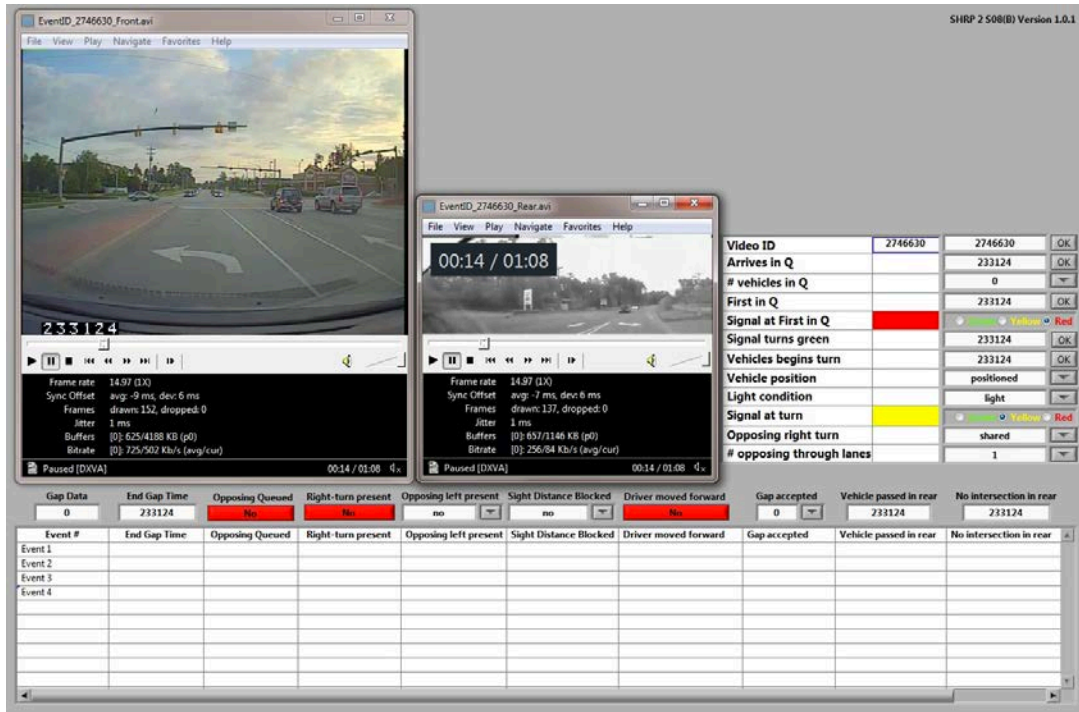 EventID_2746630_Front.avi
SHRP 2 S08(B) Version 1.0.1
File View Play Navigate Favorites Help
233124
Frame rate 14.97 (1X)
Sync Offset avg: -9 ms, dev: 6 ms
Frames drawn: 152, dropped: 0
Jitter 1 ms
Buffers [0]: 625/4188 KB (p0)
Bitrate [0]: 725/502 Kb/s (avg/cur)
Paused [DXVA] 00:14 / 01:08
EventID_2746630_Rear.avi
File View Play Navigate Favorites Help
00:14 / 01:08
Frame rate 14.97 (1X)
Sync Offset avg: -7 ms, dev: 6 ms
Frames drawn: 137, dropped: 0
Jitter 1 ms
Buffers [0]: 657/1146 KB (p0)
Bitrate [0]: 256/84 Kb/s (avg/cur)
Paused [DXVA] 00:14 / 01:08
Video ID 2746630 2746630 OK
Arrives in Q 233124 OK
# vehicles in Q 0
First in Q 233124 OK
Signal at First in Q Yellow Red
Signal turns green 233124 OK
Vehicles begins turn 233124 OK
Vehicle position positioned
Light condition light
Signal at turn Yellow Red
Opposing right turn shared
# opposing through lanes 1
Gap Data End Gap Time Opposing Queued Right-turn present Opposing left present Sight Distance Blocked Driver moved forward Gap accepted Vehicle passed in rear No intersection in rear
0 233124 No No no no No 0 233124 233124
Event # End Gap Time Opposing Queued Right-turn present Opposing left present Sight Distance Blocked Driver moved forward Gap accepted Vehicle passed in rear No intersection in rear
Event 1
Event 2
Event 3
Event 4